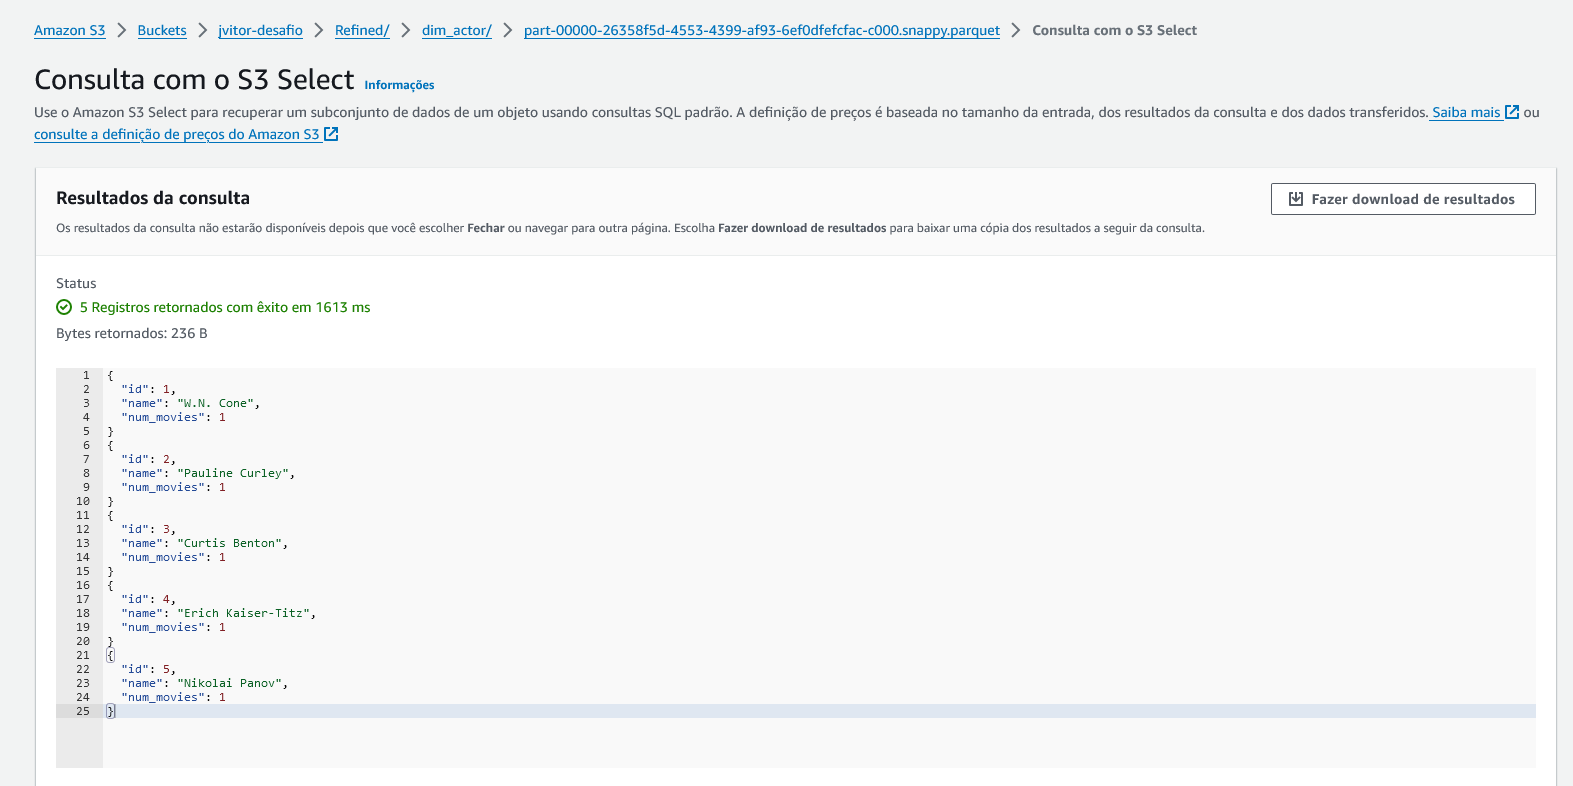 Amazon S3 > Buckets > jvitor-desafio > Refined/ > dim_actor/ > part-00000-26358f5d-4553-4399-af93-6ef0dfefcfac-c000.snappy.parquet > Consulta com o S3 Select
Consulta com o S3 Select Informações
Use o Amazon S3 Select para recuperar um subconjunto de dados de um objeto usando consultas SQL padrão. A definição de preços é baseada no tamanho da entrada, dos resultados da consulta e dos dados transferidos. Saiba mais ou
consulte a definição de preços do Amazon S3
Resultados da consulta
Fazer download de resultados
Os resultados da consulta não estarão disponíveis depois que você escolher Fechar ou navegar para outra página. Escolha Fazer download de resultados para baixar uma cópia dos resultados a seguir da consulta.
Status
5 Registros retornados com êxito em 1613 ms
Bytes retornados: 236 B
1 {
2 "id": 1,
3 "name": "W.N. Cone",
4 "num_movies": 1
5 }
6 {
7 "id": 2,
8 "name": "Pauline Curley",
9 "num_movies": 1
10 }
11 {
12 "id": 3,
13 "name": "Curtis Benton",
14 "num_movies": 1
15 }
16 {
17 "id": 4,
18 "name": "Erich Kaiser-Titz",
19 "num_movies": 1
20 }
21 {
22 "id": 5,
23 "name": "Nikolai Panov",
24 "num_movies": 1
25 }